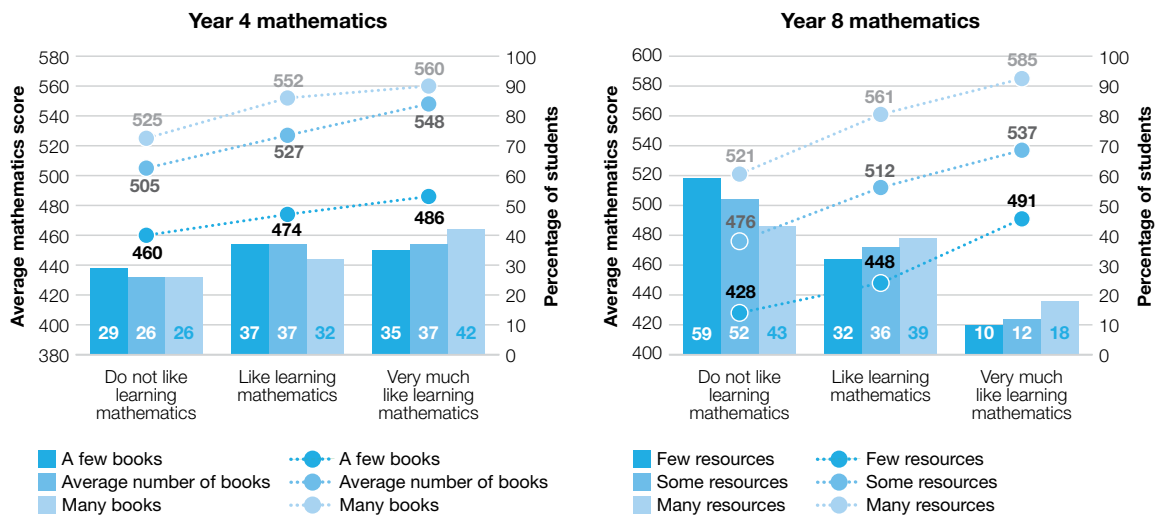 Year 4 mathematics
Average mathematics score
580
560
540
520
500
480
460
440
420
400
380
525
552
560
505
527
548
460
474
486
29
26
26
37
37
32
35
37
42
100
90
80
70
60
50
40
30
20
10
0
Percentage of students
Do not like
learning
mathematics
Like learning
mathematics
Very much
like learning
mathematics
A few books
Average number of books
Many books
A few books
Average number of books
Many books
Year 8 mathematics
Average mathematics score
600
580
560
540
520
500
480
460
440
420
400
521
561
585
476
512
537
428
448
491
59
52
43
32
36
39
10
12
18
100
90
80
70
60
50
40
30
20
10
0
Percentage of students
Do not like
learning
mathematics
Like learning
mathematics
Very much
like learning
mathematics
Few resources
Some resources
Many resources
Few resources
Some resources
Many resources